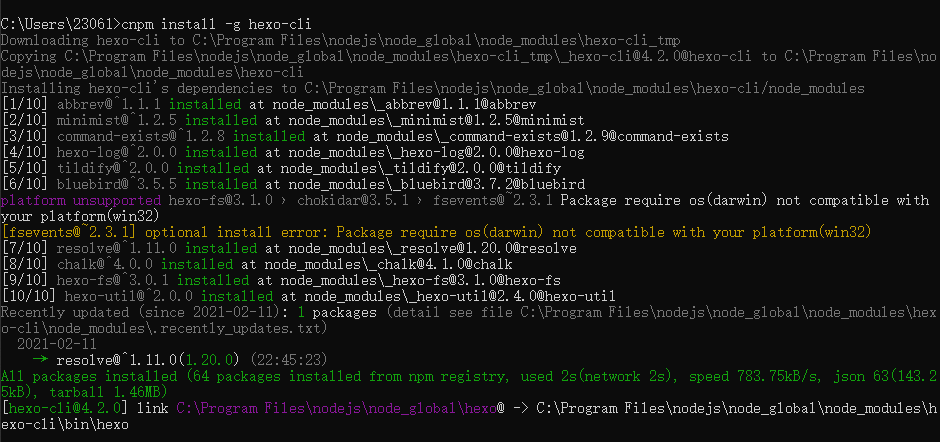 C:\Users\23061>cnpm install -g hexo-cli
Downloading hexo-cli to C:\Program Files\nodejs\node_global\node_modules\hexo-cli_tmp
Copying C:\Program Files\nodejs\node_global\node_modules\hexo-cli_tmp\_hexo-cli@4.2.0@hexo-cli to C:\Program Files\no
dejs\node_global\node_modules\hexo-cli
Installing hexo-cli's dependencies to C:\Program Files\nodejs\node_global\node_modules\hexo-cli/node_modules
[1/10] abbrev@^1.1.1 installed at node_modules\_abbrev@1.1.1@abbrev
[2/10] minimist@^1.2.5 installed at node_modules\_minimist@1.2.5@minimist
[3/10] command-exists@^1.2.8 installed at node_modules\_command-exists@1.2.9@command-exists
[4/10] hexo-log@^2.0.0 installed at node_modules\_hexo-log@2.0.0@hexo-log
[5/10] tildify@^2.0.0 installed at node_modules\_tildify@2.0.0@tildify
[6/10] bluebird@^3.5.5 installed at node_modules\_bluebird@3.7.2@bluebird
platform unsupported hexo-fs@3.1.0 › chokidar@3.5.1 › fsevents@~2.3.1 Package require os(darwin) not compatible with
your platform(win32)
[fsevents@~2.3.1] optional install error: Package require os(darwin) not compatible with your platform(win32)
[7/10] resolve@^1.11.0 installed at node_modules\_resolve@1.20.0@resolve
[8/10] chalk@^4.0.0 installed at node_modules\_chalk@4.1.0@chalk
[9/10] hexo-fs@^3.0.1 installed at node_modules\_hexo-fs@3.1.0@hexo-fs
[10/10] hexo-util@^2.0.0 installed at node_modules\_hexo-util@2.4.0@hexo-util
Recently updated (since 2021-02-11): 1 packages (detail see file C:\Program Files\nodejs\node_global\node_modules\hex
o-cli\node_modules\.recently_updates.txt)
2021-02-11
→ resolve@^1.11.0(1.20.0) (22:45:23)
All packages installed (64 packages installed from npm registry, used 2s(network 2s), speed 783.75kB/s, json 63(143.2
5kB), tarball 1.46MB)
[hexo-cli@4.2.0] link C:\Program Files\nodejs\node_global\hexo@ -> C:\Program Files\nodejs\node_global\node_modules\h
exo-cli\bin\hexo